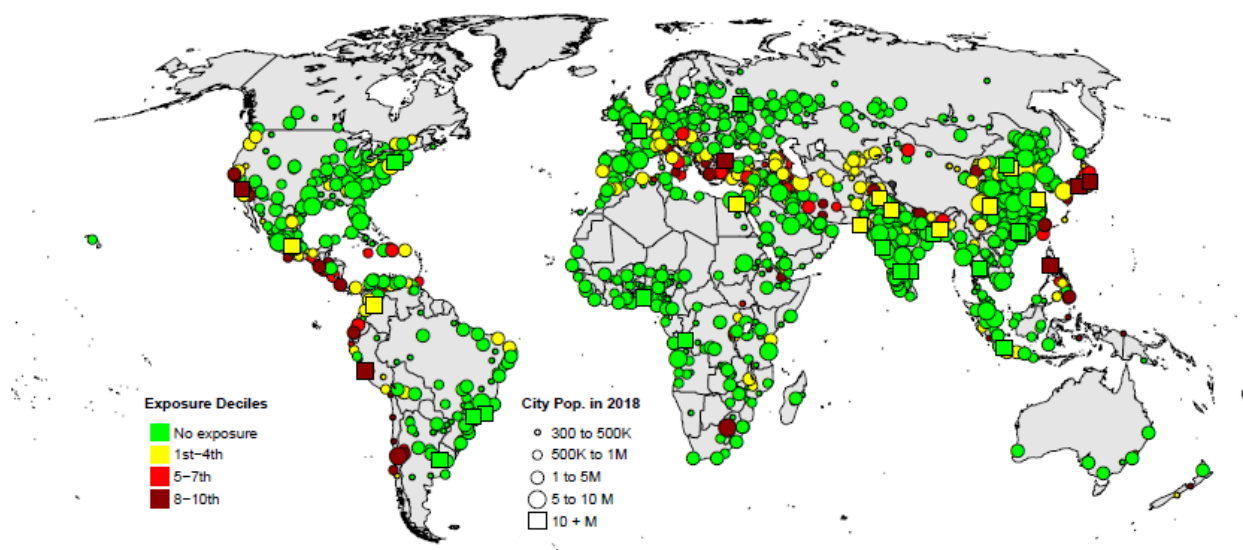 Exposure Deciles
No exposure
1st-4th
5-7th
8-10th
City Pop. in 2018
300 to 500K
500K to 1M
1 to 5M
5 to 10 M
10 + M